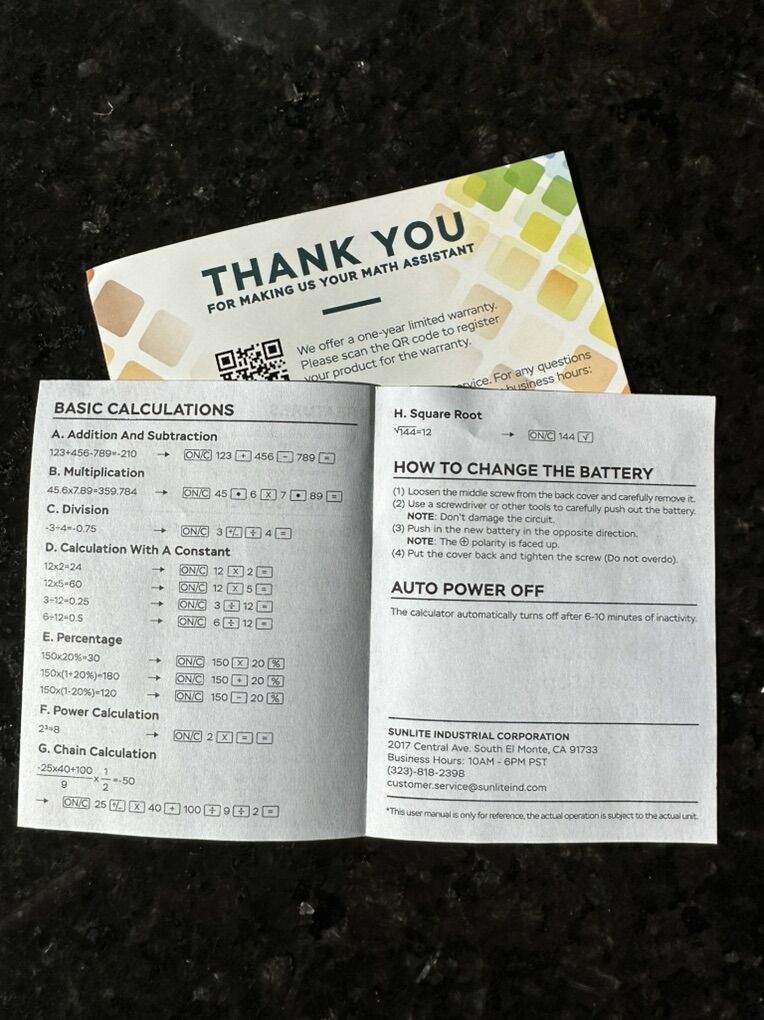 THANK YOU
FOR MAKING US YOUR MATH ASSISTANT
We offer a one-year limited warranty.
Please scan the QR code to register
your product for the warranty.
service. For any questions
business hours:
BASIC CALCULATIONS
A. Addition And Subtraction
123+456-789=-210 → ON/C 123 + 456 - 789 =
B. Multiplication
45.6x7.89=359.784 → ON/C 45 • 6 X 7 • 89 =
C. Division
-3÷4=-0.75 → ON/C 3 +/- ÷ 4 =
D. Calculation With A Constant
12x2=24 → ON/C 12 X 2 =
12x5=60 → ON/C 12 X 5 =
3÷12=0.25 → ON/C 3 ÷ 12 =
6÷12=0.5 → ON/C 6 ÷ 12 =
E. Percentage
150x20%=30 → ON/C 150 X 20 %
150x(1+20%)=180 → ON/C 150 + 20 %
150x(1-20%)=120 → ON/C 150 - 20 %
F. Power Calculation
2³=8 → ON/C 2 X = =
G. Chain Calculation
-25x40+100
9
x
1
2
=-50
→ ON/C 25 +/- X 40 + 100 ÷ 9 ÷ 2 =
H. Square Root
√144=12 → ON/C 144 √
HOW TO CHANGE THE BATTERY
(1) Loosen the middle screw from the back cover and carefully remove it.
(2) Use a screwdriver or other tools to carefully push out the battery.
NOTE: Don't damage the circuit.
(3) Push in the new battery in the opposite direction.
NOTE: The ⊕ polarity is faced up.
(4) Put the cover back and tighten the screw (Do not overdo).
AUTO POWER OFF
The calculator automatically turns off after 6-10 minutes of inactivity.
SUNLITE INDUSTRIAL CORPORATION
2017 Central Ave. South El Monte, CA 91733
Business Hours: 10AM - 6PM PST
(323)-818-2398
customer.service@sunliteind.com
*This user manual is only for reference, the actual operation is subject to the actual unit.